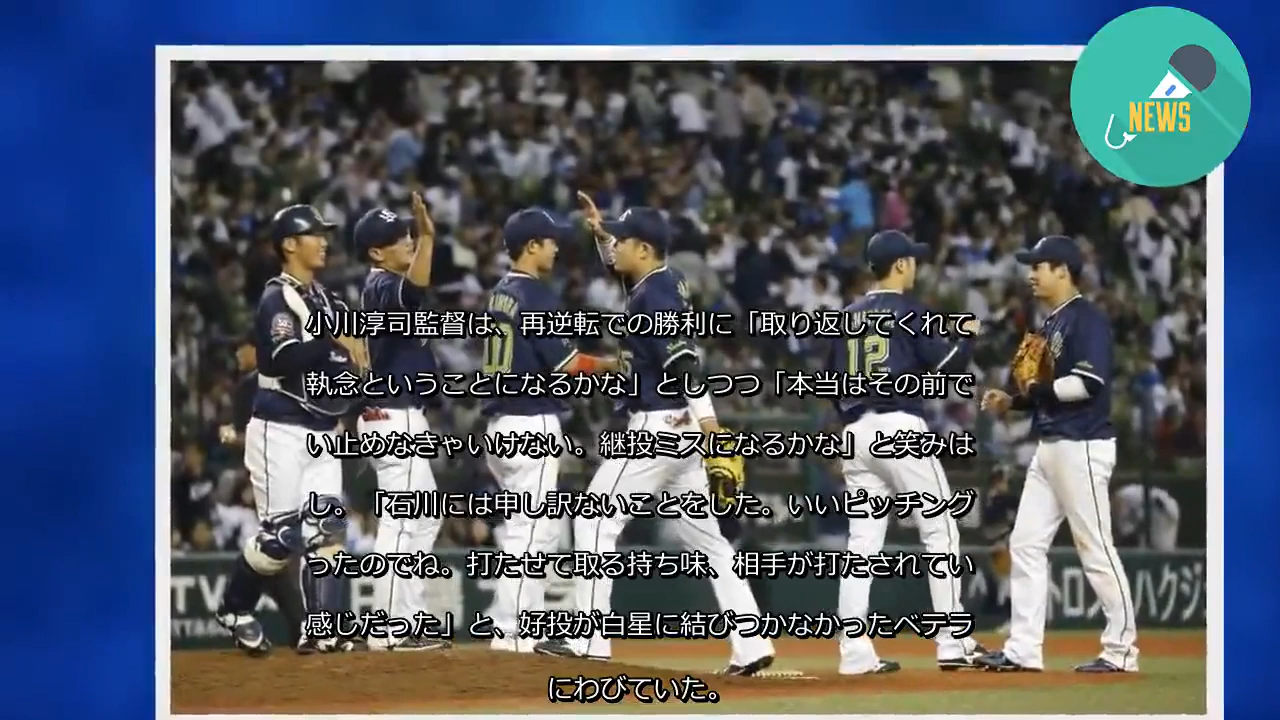 NEWS
小川淳司監督は、再逆転での勝利に「取り返してくれて
執念ということになるかな」としつつ「本当はその前で
い止めなきゃいけない。継投ミスになるかな」と笑みは
し。「石川には申し訳ないことをした。いいピッチング
ったのでね。打たせて取る持ち味、相手が打たされてい
感じだった」と、好投が白星に結びつかなかったベテラ
にわびていた。
10
12